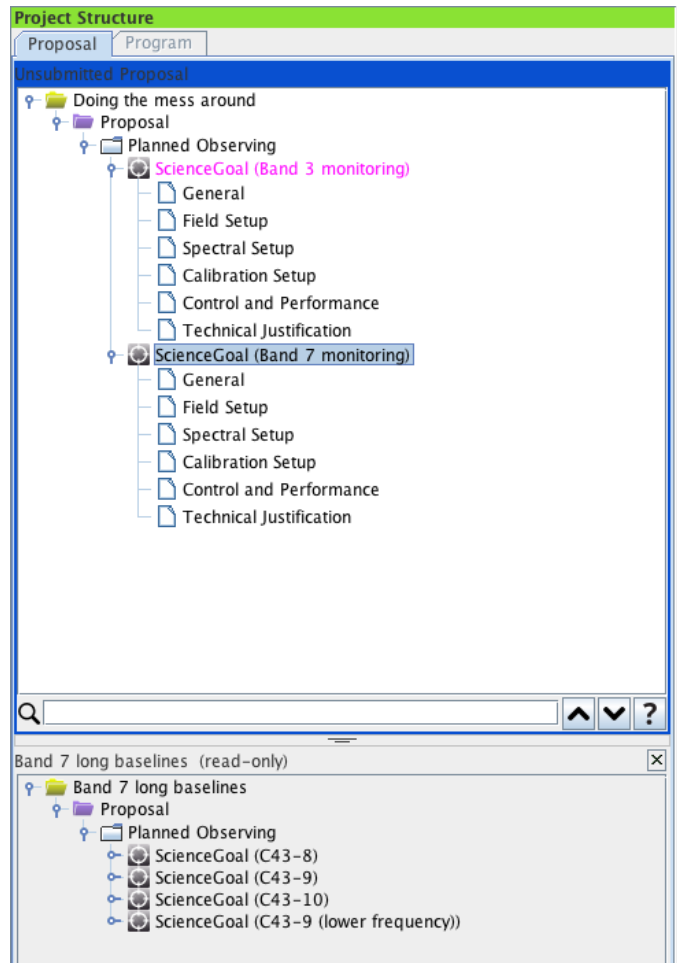 Project Structure
Proposal Program
Unsubmitted Proposal
Doing the mess around
Proposal
Planned Observing
ScienceGoal (Band 3 monitoring)
General
Field Setup
Spectral Setup
Calibration Setup
Control and Performance
Technical Justification
ScienceGoal (Band 7 monitoring)
General
Field Setup
Spectral Setup
Calibration Setup
Control and Performance
Technical Justification
?
Band 7 long baselines (read-only)
Band 7 long baselines
Proposal
Planned Observing
ScienceGoal (C43-8)
ScienceGoal (C43-9)
ScienceGoal (C43-10)
ScienceGoal (C43-9 (lower frequency))